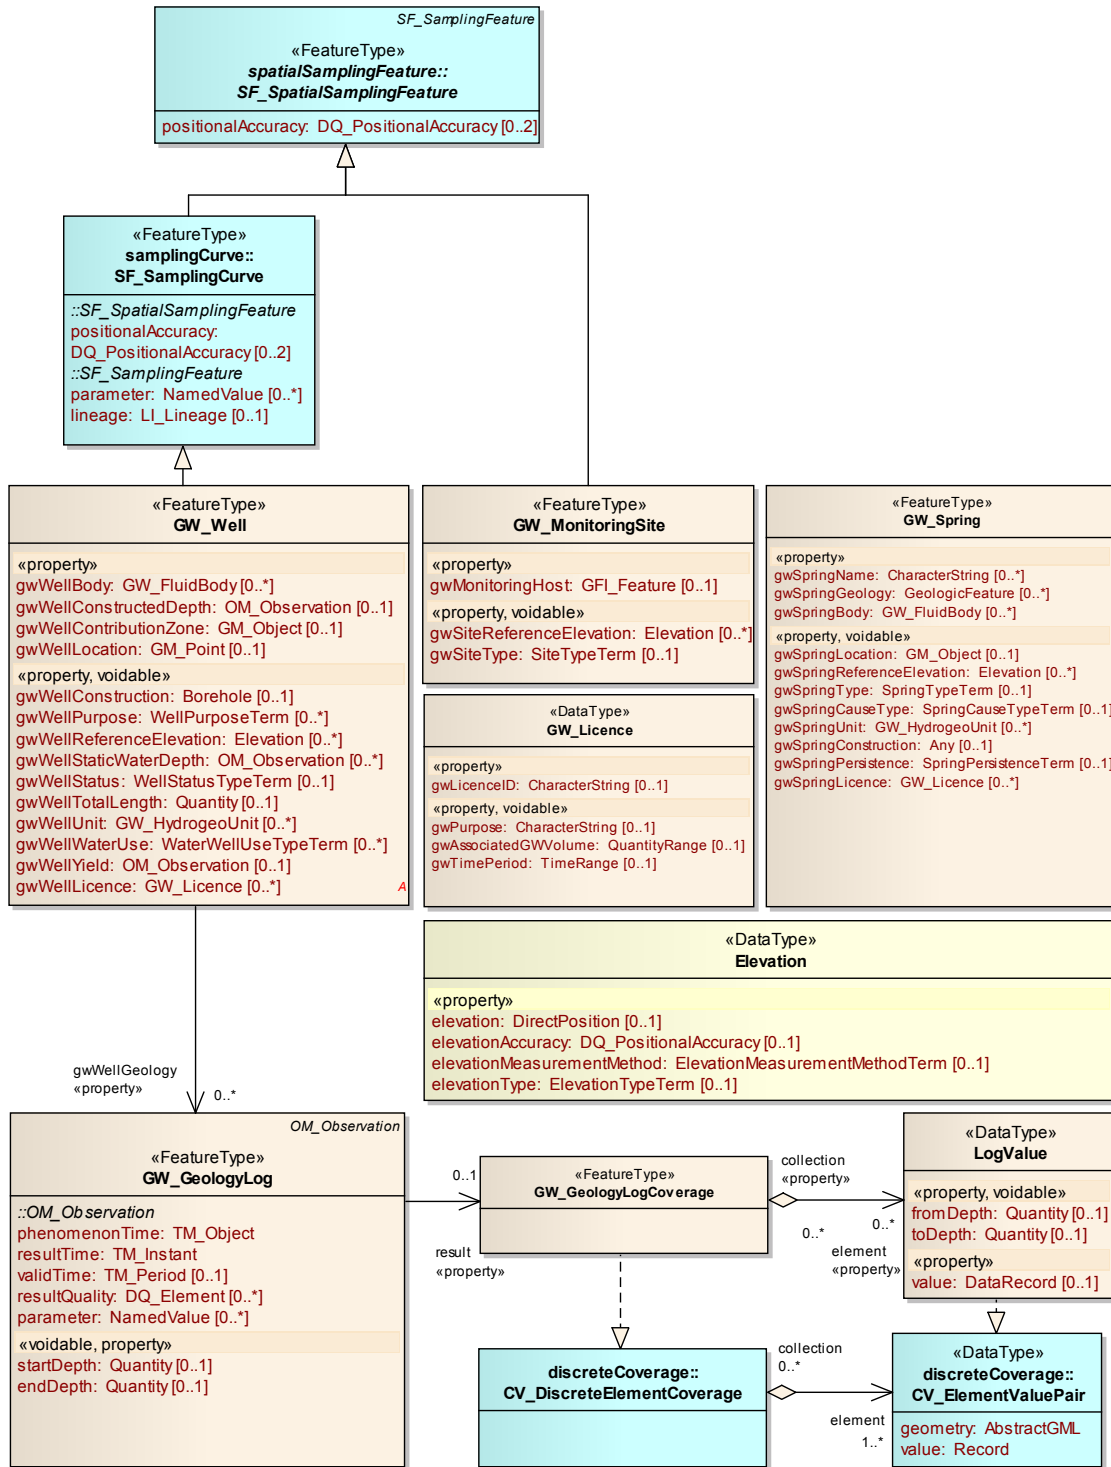 SF_SamplingFeature
«FeatureType»
spatialSamplingFeature::
SF_SpatialSamplingFeature
positionalAccuracy: DQ_PositionalAccuracy [0..2]
«FeatureType»
samplingCurve::
SF_SamplingCurve
::SF_SpatialSamplingFeature
positionalAccuracy:
DQ_PositionalAccuracy [0..2]
::SF_SamplingFeature
parameter: NamedValue [0..*]
lineage: LI_Lineage [0..1]
«FeatureType»
GW_Well
«property»
gwWellBody: GW_FluidBody [0..*]
gwWellConstructedDepth: OM_Observation [0..1]
gwWellContributionZone: GM_Object [0..1]
gwWellLocation: GM_Point [0..1]
«property, voidable»
gwWellConstruction: Borehole [0..1]
gwWellPurpose: WellPurposeTerm [0..*]
gwWellReferenceElevation: Elevation [0..*]
gwWellStaticWaterDepth: OM_Observation [0..*]
gwWellStatus: WellStatusTypeTerm [0..1]
gwWellTotalLength: Quantity [0..1]
gwWellUnit: GW_HydrogeoUnit [0..*]
gwWellWaterUse: WaterWellUseTypeTerm [0..*]
gwWellYield: OM_Observation [0..1]
gwWellLicence: GW_Licence [0..*]
A
«FeatureType»
GW_MonitoringSite
«property»
gwMonitoringHost: GFI_Feature [0..1]
«property, voidable»
gwSiteReferenceElevation: Elevation [0..*]
gwSiteType: SiteTypeTerm [0..1]
«FeatureType»
GW_Spring
«property»
gwSpringName: CharacterString [0..*]
gwSpringGeology: GeologicFeature [0..*]
gwSpringBody: GW_FluidBody [0..*]
«property, voidable»
gwSpringLocation: GM_Object [0..1]
gwSpringReferenceElevation: Elevation [0..*]
gwSpringType: SpringTypeTerm [0..1]
gwSpringCauseType: SpringCauseTypeTerm [0..1]
gwSpringUnit: GW_HydrogeoUnit [0..*]
gwSpringConstruction: Any [0..1]
gwSpringPersistence: SpringPersistenceTerm [0..1]
gwSpringLicence: GW_Licence [0..*]
«DataType»
GW_Licence
«property»
gwLicenceID: CharacterString [0..1]
«property, voidable»
gwPurpose: CharacterString [0..1]
gwAssociatedGWVolume: QuantityRange [0..1]
gwTimePeriod: TimeRange [0..1]
«DataType»
Elevation
«property»
elevation: DirectPosition [0..1]
elevationAccuracy: DQ_PositionalAccuracy [0..1]
elevationMeasurementMethod: ElevationMeasurementMethodTerm [0..1]
elevationType: ElevationTypeTerm [0..1]
gwWellGeology
«property»
0..*
OM_Observation
«FeatureType»
GW_GeologyLog
::OM_Observation
phenomenonTime: TM_Object
resultTime: TM_Instant
validTime: TM_Period [0..1]
resultQuality: DQ_Element [0..*]
parameter: NamedValue [0..*]
«voidable, property»
startDepth: Quantity [0..1]
endDepth: Quantity [0..1]
0..1
result
«property»
«FeatureType»
GW_GeologyLogCoverage
collection
«property»
0..*
0..*
element
«property»
«DataType»
LogValue
«property, voidable»
fromDepth: Quantity [0..1]
toDepth: Quantity [0..1]
«property»
value: DataRecord [0..1]
discreteCoverage::
CV_DiscreteElementCoverage
collection
0..*
element
1..*
«DataType»
discreteCoverage::
CV_ElementValuePair
geometry: AbstractGML
value: Record